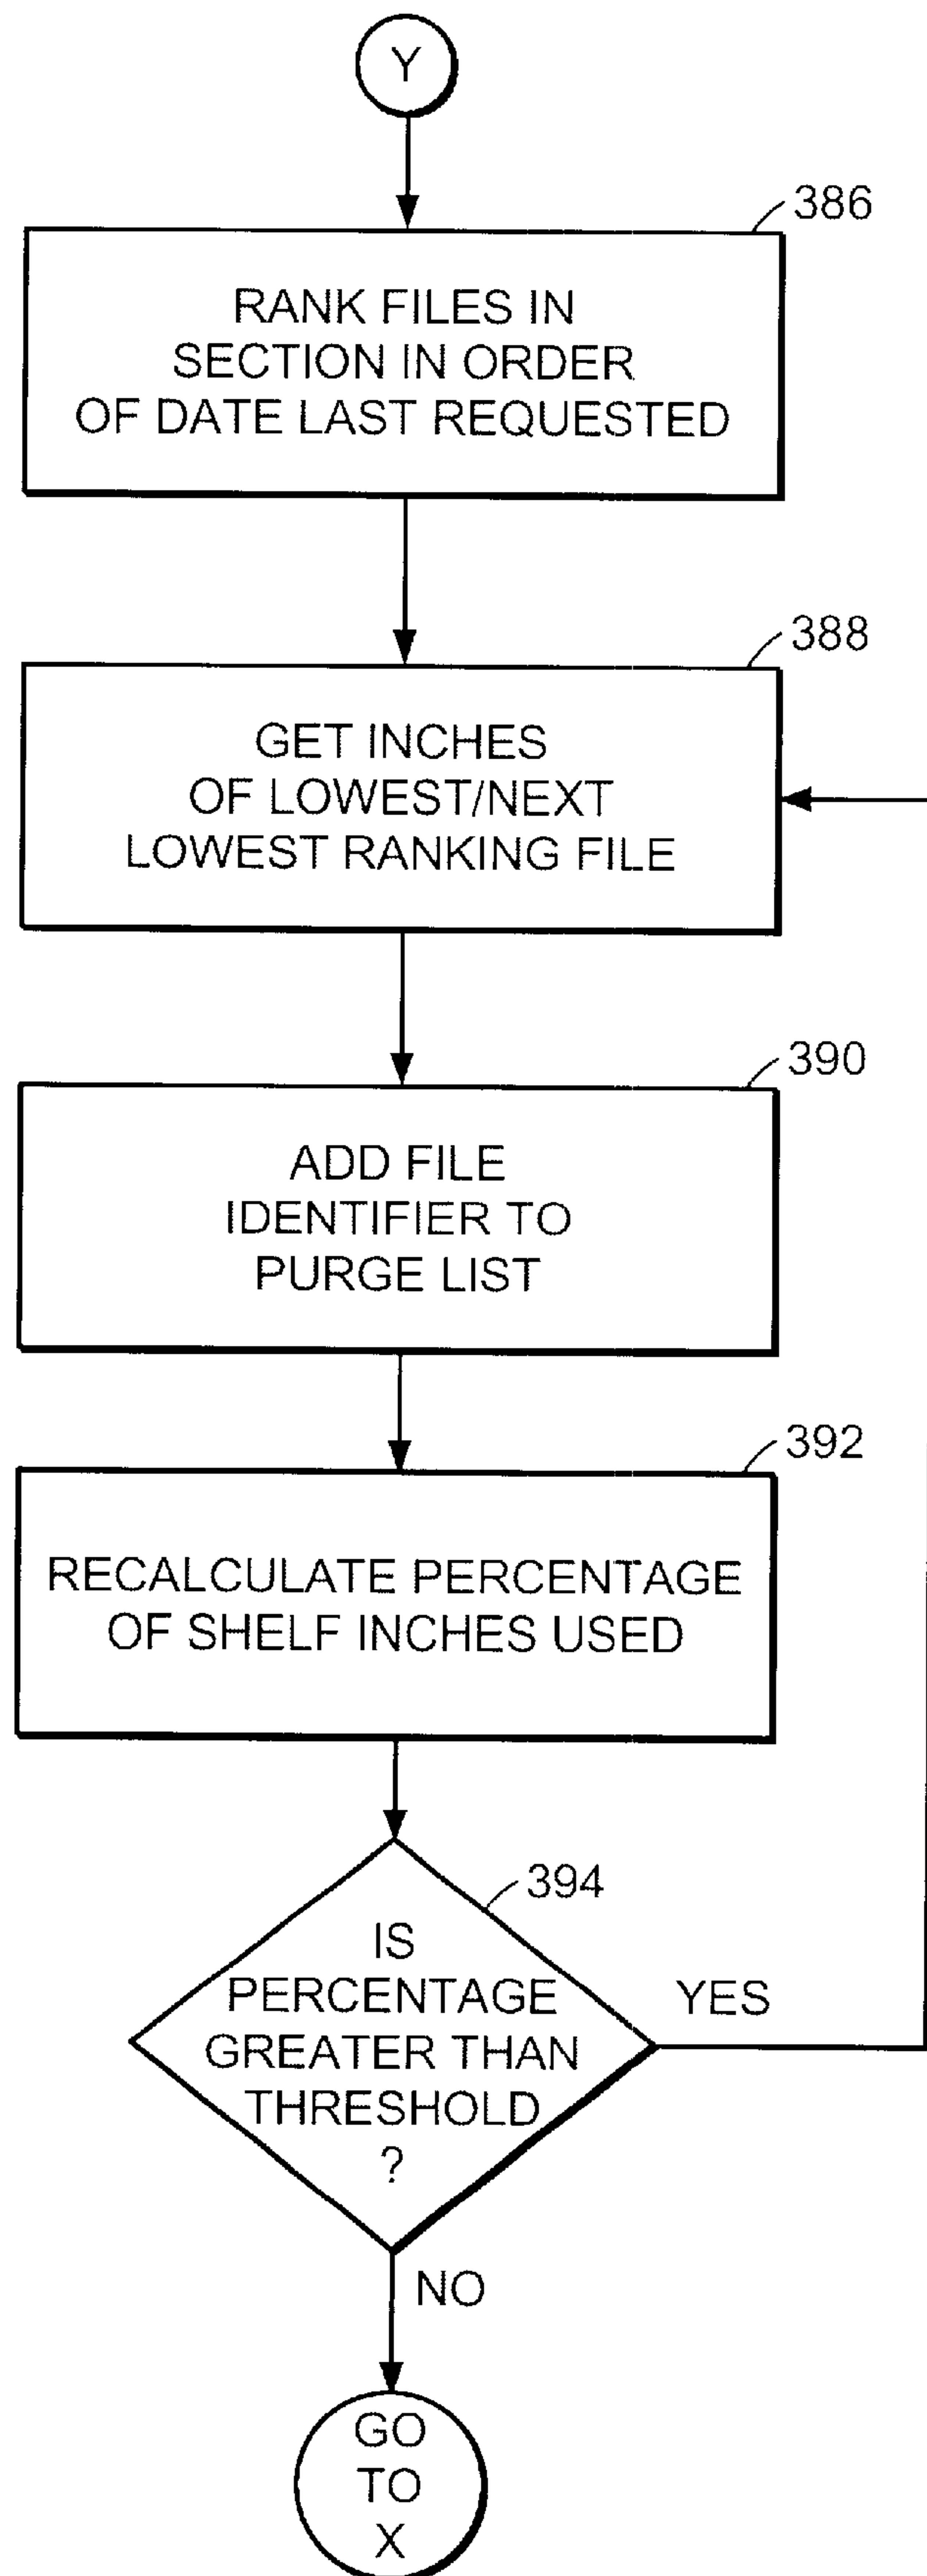 Y
386
RANK FILES IN
SECTION IN ORDER
OF DATE LAST REQUESTED
388
GET INCHES
OF LOWEST/NEXT
LOWEST RANKING FILE
390
ADD FILE
IDENTIFIER TO
PURGE LIST
392
RECALCULATE PERCENTAGE
OF SHELF INCHES USED
394
IS
PERCENTAGE
GREATER THAN
THRESHOLD
?
YES
NO
GO
TO
X